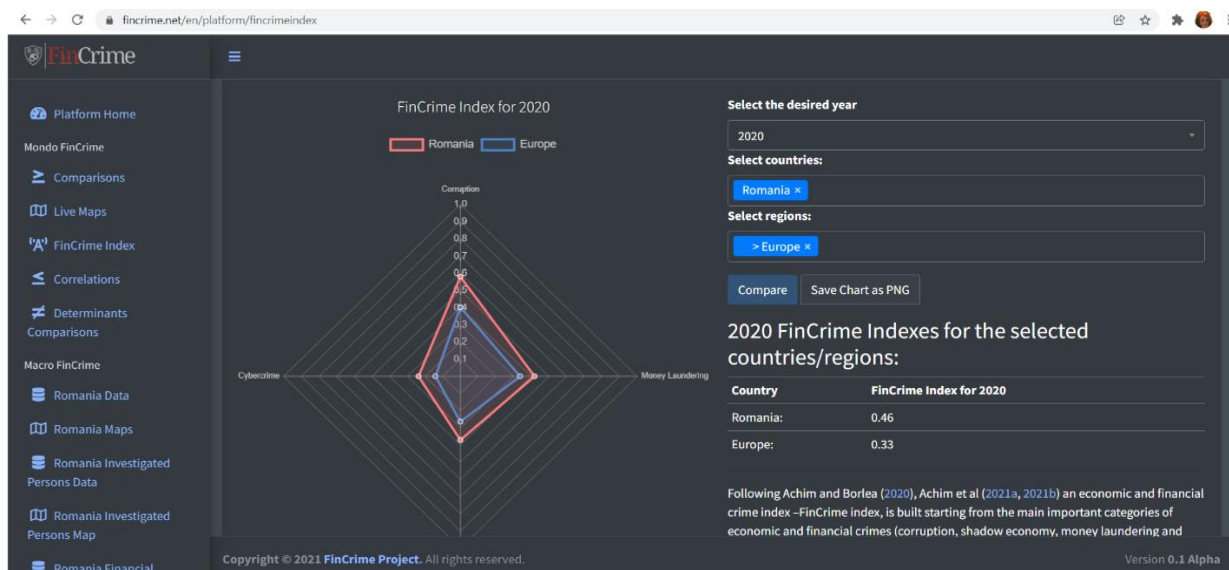 fincrime.net/en/platform/fincrimeindex
FinCrime
Platform Home
Mondo FinCrime
Comparisons
Live Maps
FinCrime Index
Correlations
Determinants
Comparisons
Macro FinCrime
Romania Data
Romania Maps
Romania Investigated
Persons Data
Romania Investigated
Persons Map
Romania Financial
FinCrime Index for 2020
Romania Europe
Corruption
1,0
0,9
0,8
0,7
0,6
0,5
0,4
0,3
0,2
0,1
Cybercrime
Money Laundering
Select the desired year
2020
Select countries:
Romania ×
Select regions:
> Europe ×
Compare Save Chart as PNG
2020 FinCrime Indexes for the selected
countries/regions:
Country FinCrime Index for 2020
Romania: 0.46
Europe: 0.33
Following Achim and Borlea (2020), Achim et al (2021a, 2021b) an economic and financial
crime index –FinCrime index, is built starting from the main important categories of
economic and financial crimes (corruption, shadow economy, money laundering and
Copyright © 2021 FinCrime Project. All rights reserved.
Version 0.1 Alpha